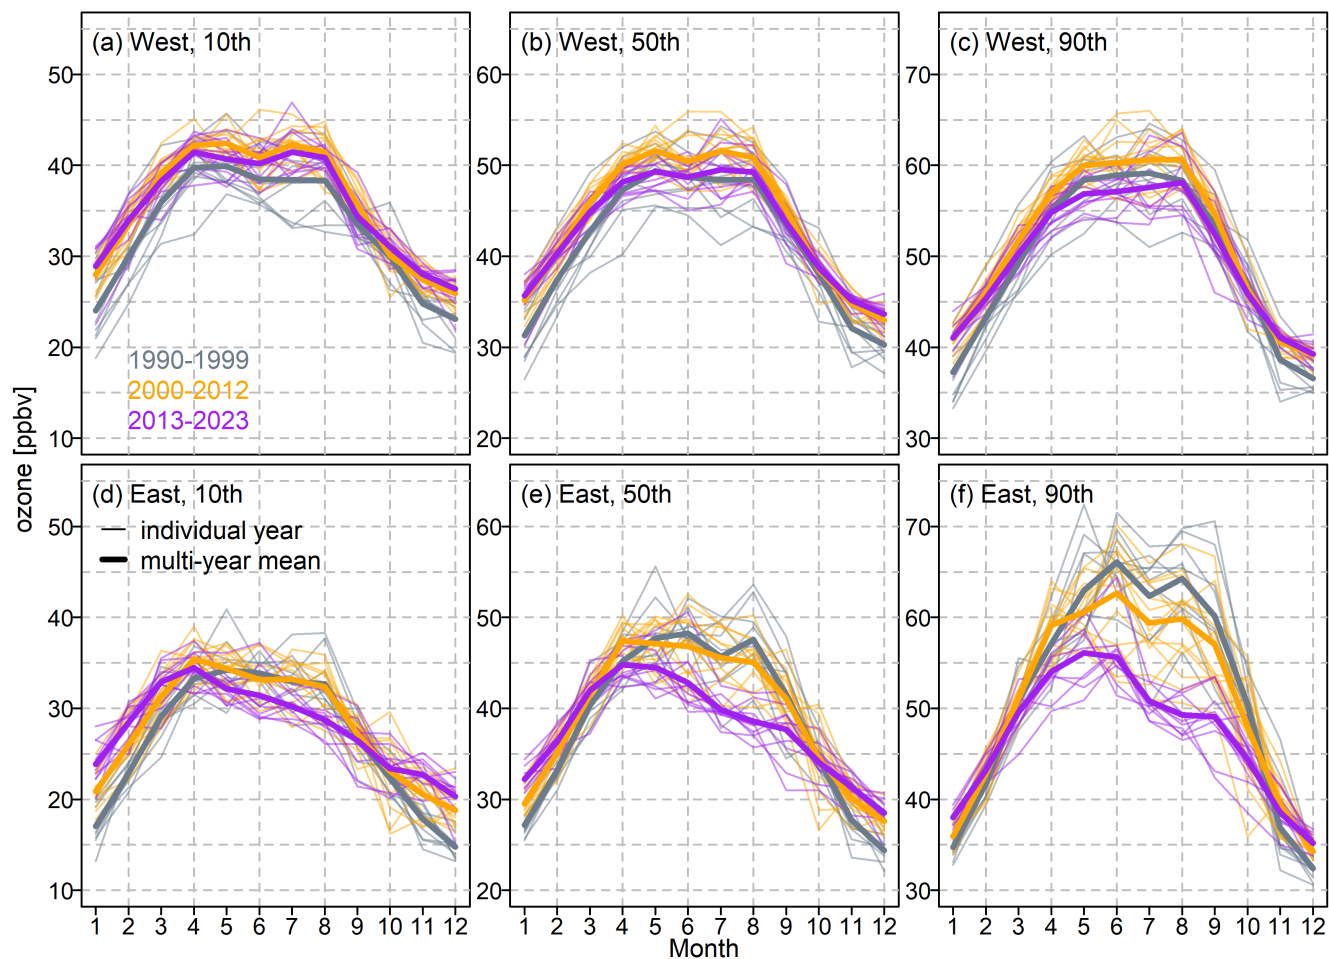 (a) West, 10th
50
40
30
20
10
1990-1999
2000-2012
2013-2023
(b) West, 50th
60
50
40
30
20
(c) West, 90th
70
60
50
40
30
ozone [ppbv]
(d) East, 10th
individual year
multi-year mean
50
40
30
20
10
1 2 3 4 5 6 7 8 9 10 12
(e) East, 50th
60
50
40
30
20
1 2 3 4 5 6 7 8 9 10 12
(f) East, 90th
70
60
50
40
30
1 2 3 4 5 6 7 8 9 10 12
Month